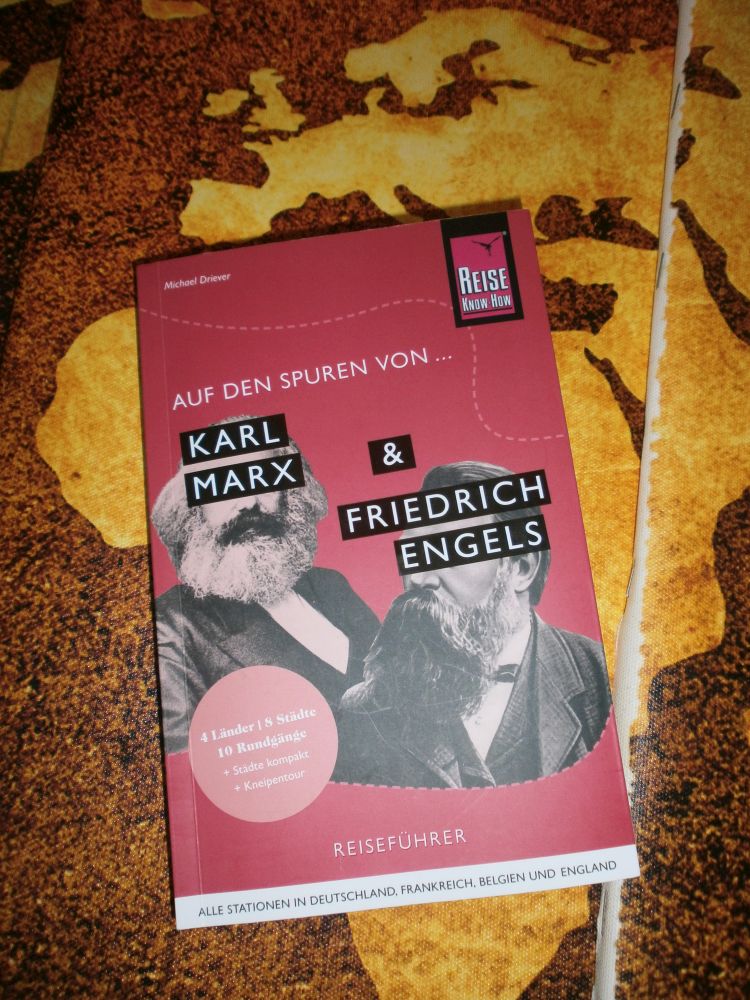 Michael Driever
REISE
KNOW HOW
AUF DEN SPUREN VON ...
KARL
MARX
&
FRIEDRICH
ENGELS
4 Länder | 8 Städte
10 Rundgänge
+ Städte kompakt
+ Kneipentour
REISEFÜHRER
ALLE STATIONEN IN DEUTSCHLAND, FRANKREICH, BELGIEN UND ENGLAND